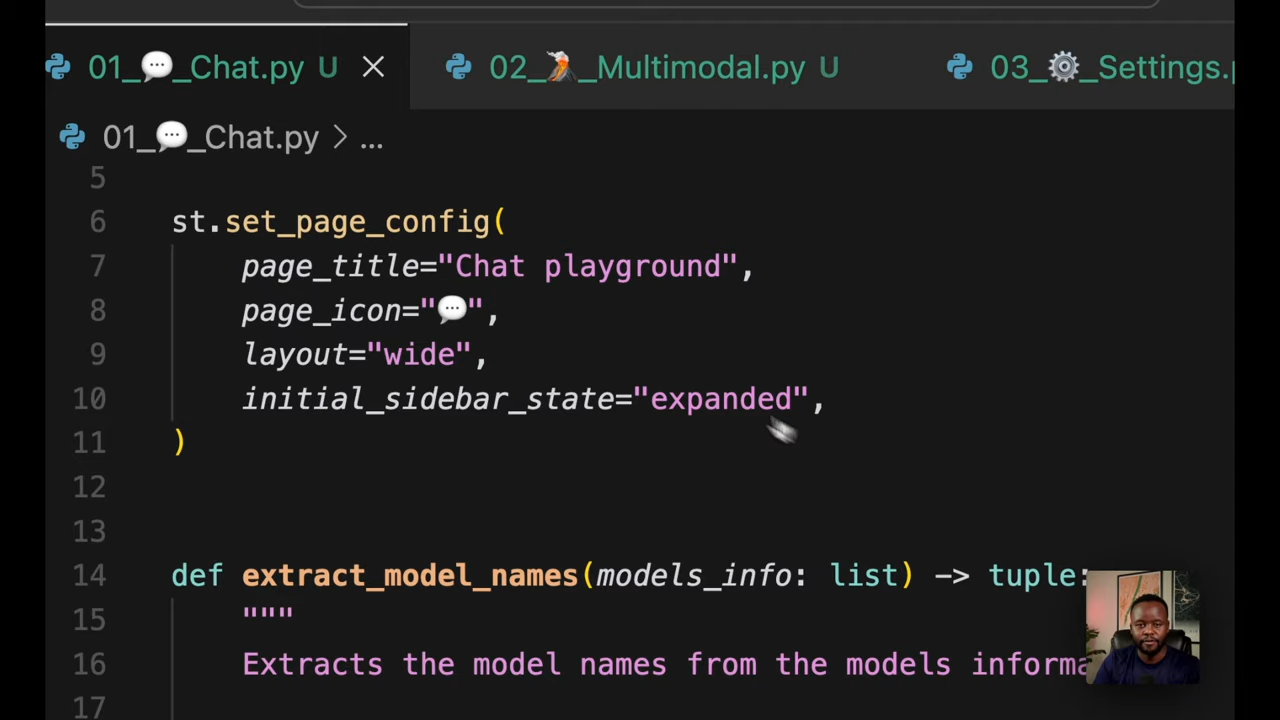 01_💬_Chat.py U
02_🌋_Multimodal.py U
03_⚙️_Settings.
01_💬_Chat.py > ...
5
6 st.set_page_config(
7 page_title="Chat playground",
8 page_icon="💬",
9 layout="wide",
10 initial_sidebar_state="expanded",
11 )
12
13
14 def extract_model_names(models_info: list) -> tuple:
15 """
16 Extracts the model names from the models informa
17